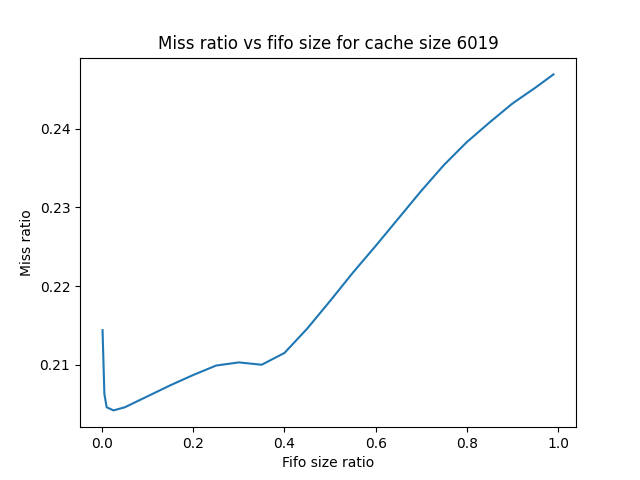 Miss ratio vs fifo size for cache size 6019
0.24
0.23
0.22
0.21
Miss ratio
0.0 0.2 0.4 0.6 0.8 1.0
Fifo size ratio